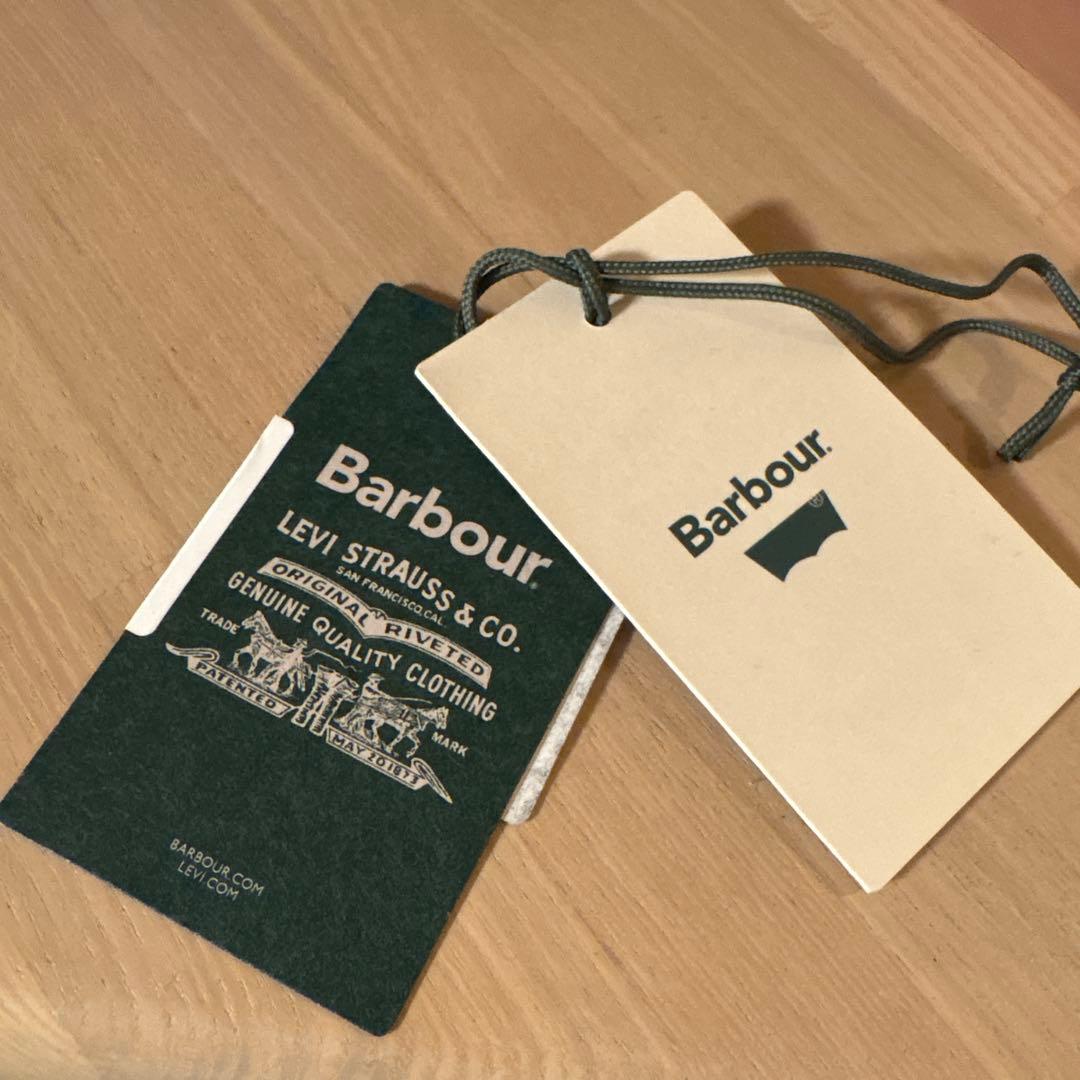 Barbour.
LEVI STRAUSS & CO.
SAN FRANCISCO, CAL.
ORIGINAL RIVETED
GENUINE QUALITY CLOTHING
TRADE MARK
PATENTED MAY 20 1873
BARBOUR.COM
LEVI.COM
Barbour.
®